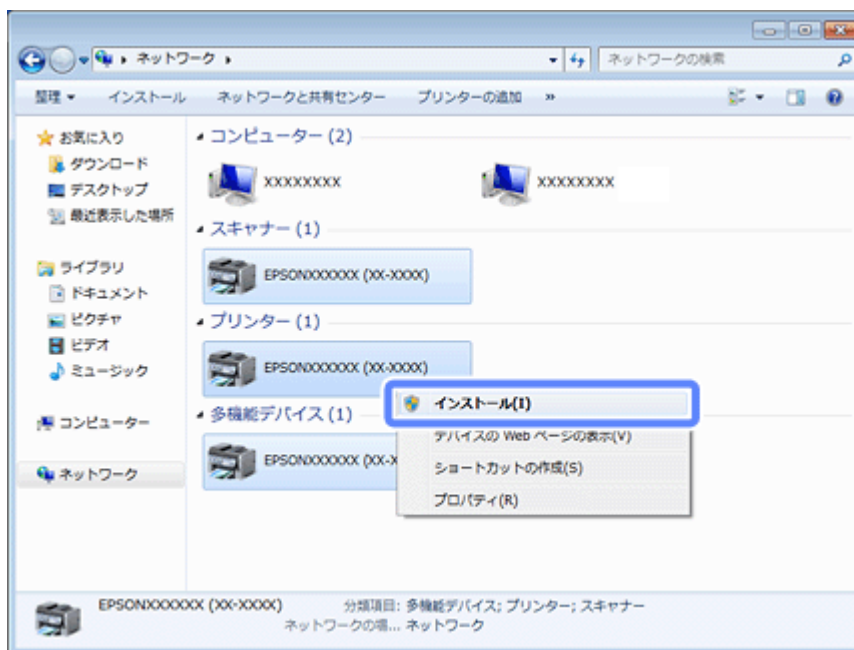 ネットワーク
ネットワークの検索
整理 インストール ネットワークと共有センター プリンターの追加 »
お気に入り
ダウンロード
デスクトップ
最近表示した場所
ライブラリ
ドキュメント
ピクチャ
ビデオ
ミュージック
コンピューター
ネットワーク
コンピューター (2)
XXXXXXXX XXXXXXXX
スキャナー (1)
EPSONXXXXXX (XX-XXXX)
プリンター (1)
EPSONXXXXXX (XX-XXXX)
多機能デバイス (1)
EPSONXXXXXX (XX-X
インストール(I)
デバイスの Web ページの表示(V)
ショートカットの作成(S)
プロパティ(R)
EPSONXXXXXX (XX-XXXX) 分類項目: 多機能デバイス; プリンター; スキャナー
ネットワークの場... ネットワーク